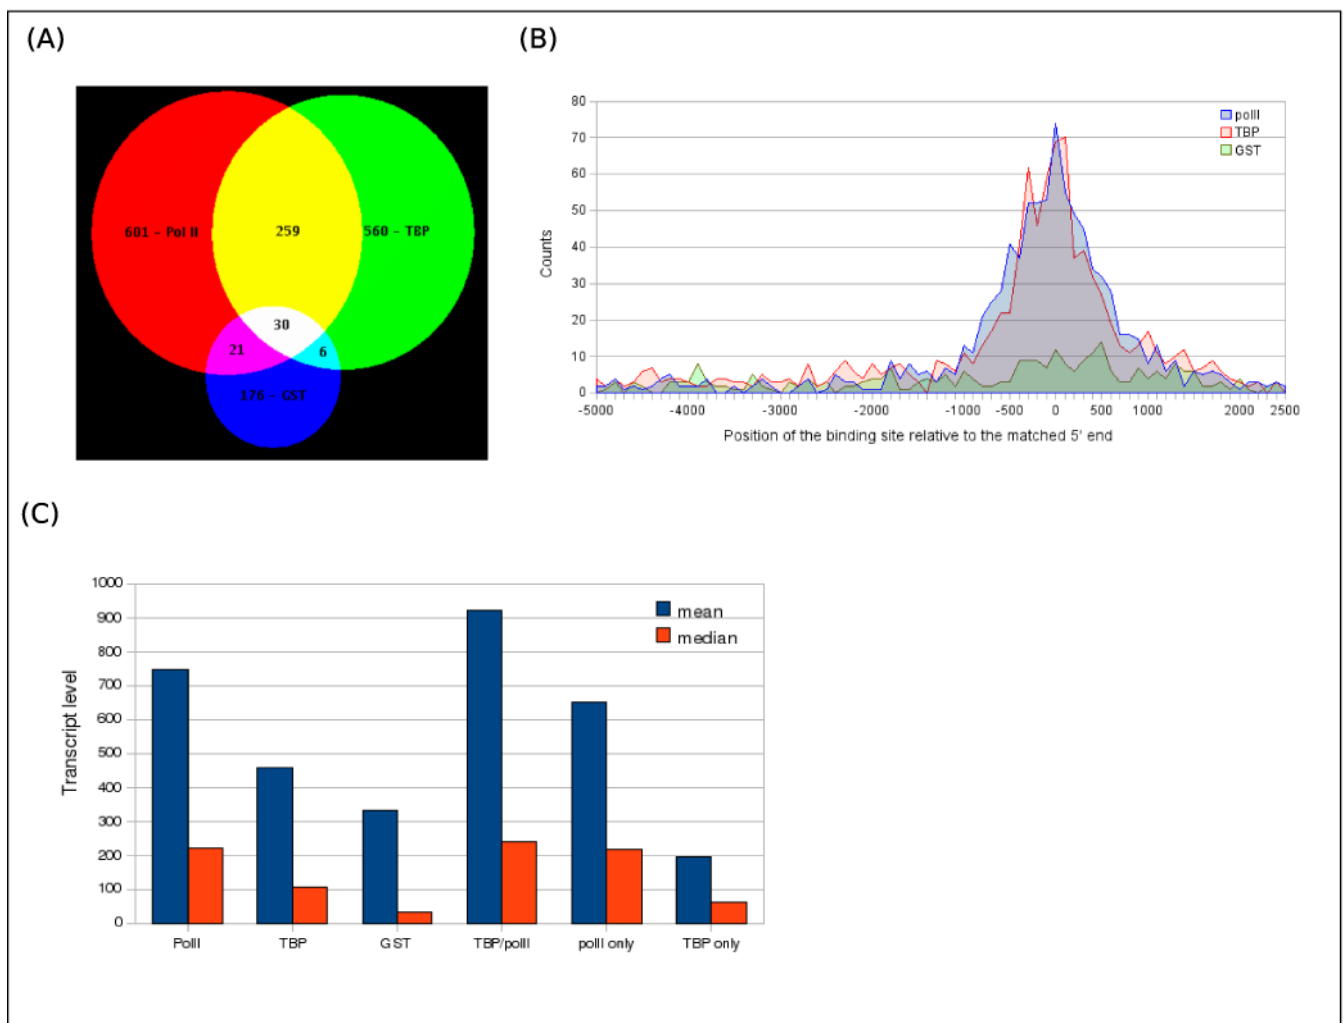 (A)
601 - Pol II
259
560 - TBP
30
21
6
176 - GST
(B)
80
70
60
50
40
30
20
10
0
Counts
polII
TBP
GST
-5000
-4000
-3000
-2000
-1000
-500
0
500
1000
2000
2500
Position of the binding site relative to the matched 5' end
(C)
1000
900
800
700
600
500
400
300
200
100
0
Transcript level
mean
median
PolII
TBP
GST
TBP/polII
polII only
TBP only